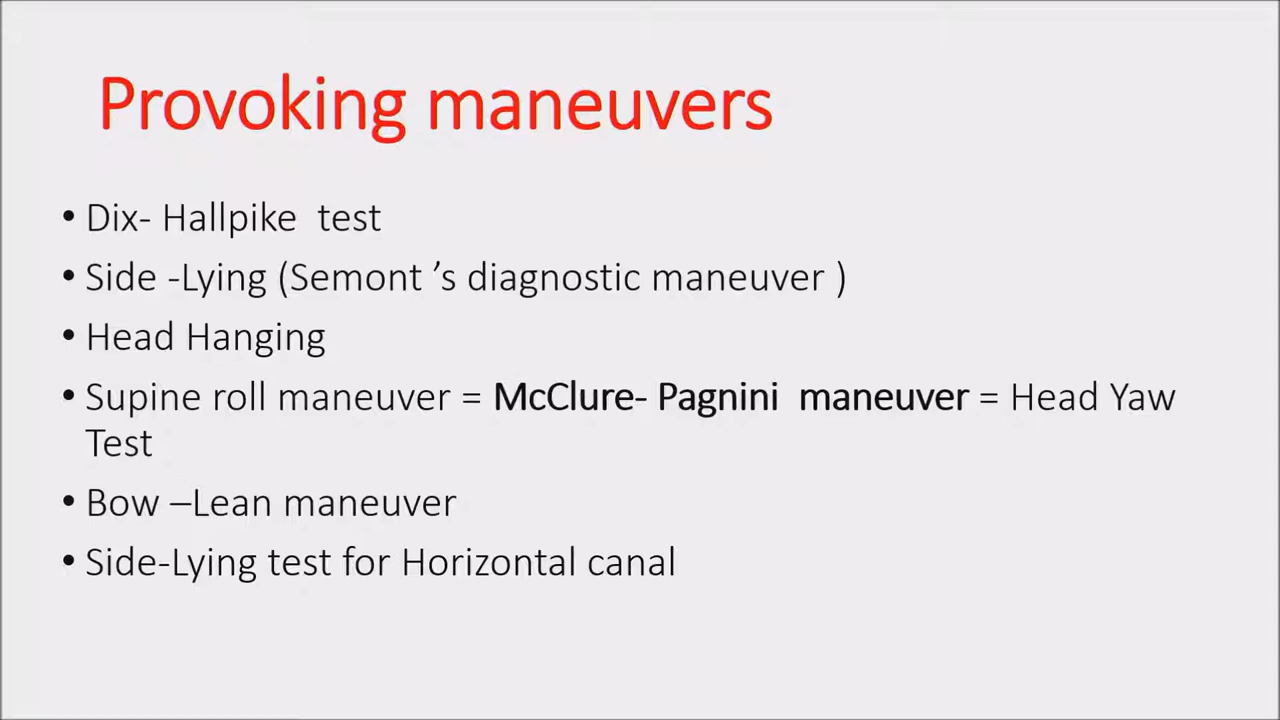 Provoking maneuvers
• Dix- Hallpike  test
• Side -Lying (Semont ’s diagnostic maneuver )
• Head Hanging
• Supine roll maneuver = McClure- Pagnini  maneuver = Head Yaw
Test
• Bow –Lean maneuver
• Side-Lying test for Horizontal canal